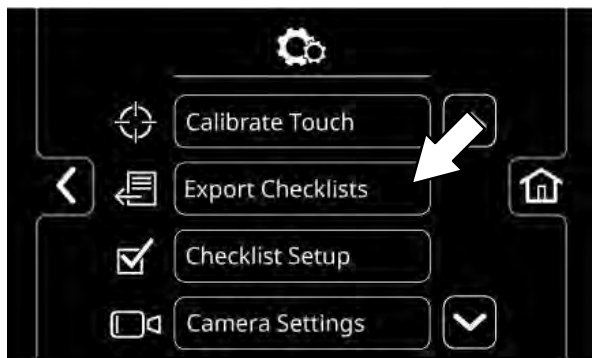 Calibrate Touch
Export Checklists
Checklist Setup
Camera Settings